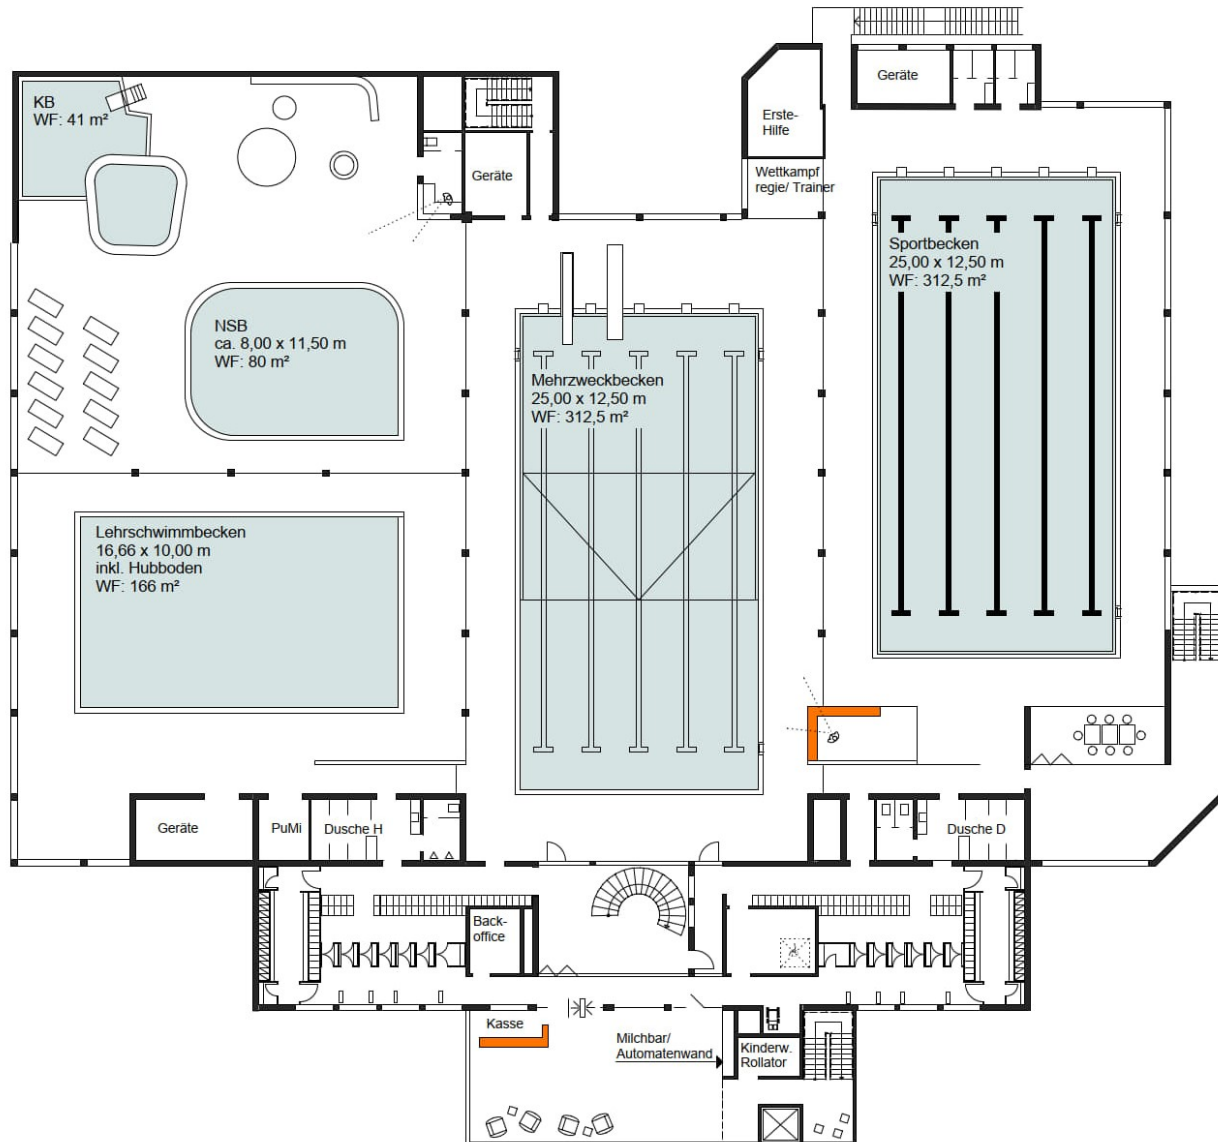 KB
WF: 41 m²
Geräte
Erste-
Hilfe
Geräte
Wettkampf
regie/ Trainer
Sportbecken
25,00 x 12,50 m
WF: 312,5 m²
NSB
ca. 8,00 x 11,50 m
WF: 80 m²
Mehrzweckbecken
25,00 x 12,50 m
WF: 312,5 m²
Lehrschwimmbecken
16,66 x 10,00 m
inkl. Hubboden
WF: 166 m²
Geräte
PuMi
Dusche H
Dusche D
Back-
office
Kasse
Milchbar/
Automatenwand
Kinderw.
Rollator